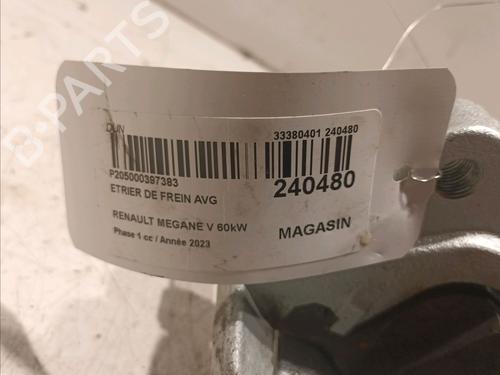 B-PARTS
DUN
33380401 240480
P205000397383
240480
ETRIER DE FREIN AVG
RENAULT MEGANE V 60kW
MAGASIN
Phase 1 cc / Année 2023